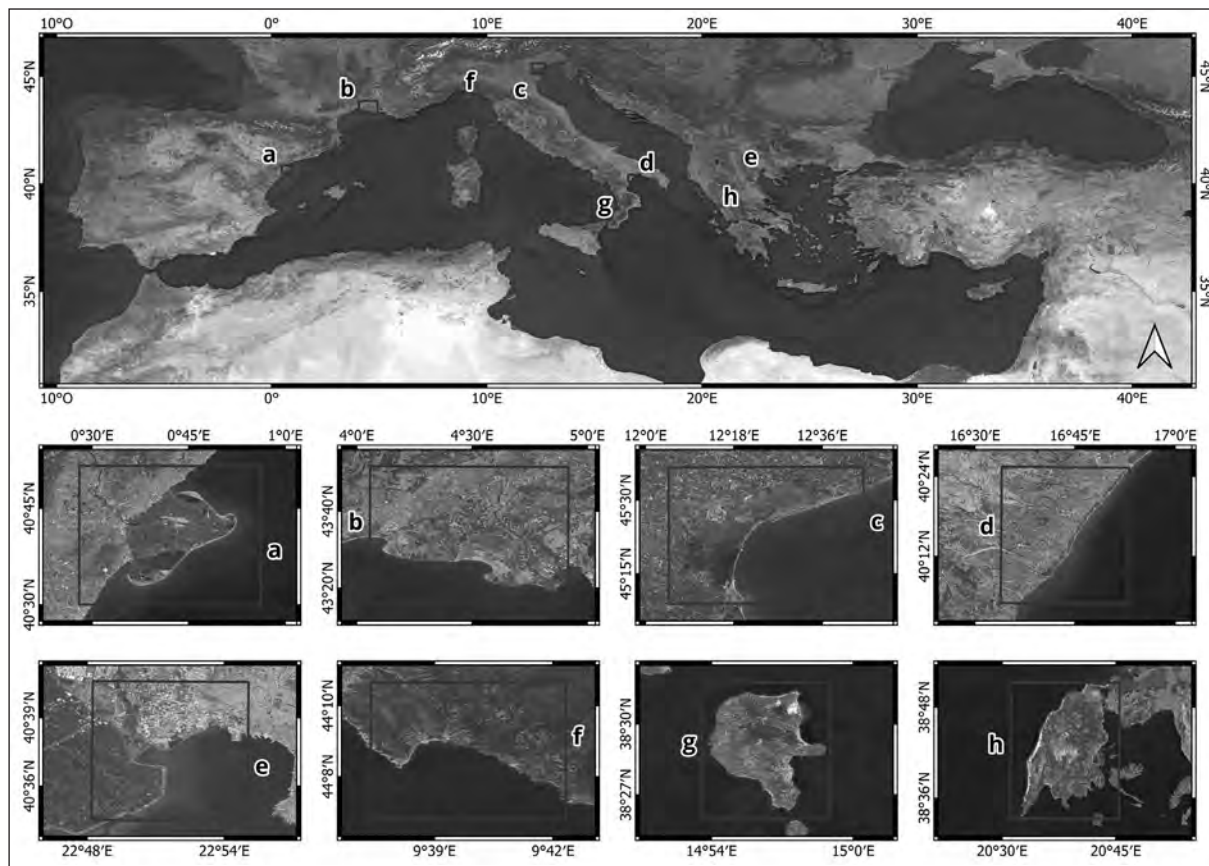 10°O 0° 10°E 20°E 30°E 40°E
45°N 45°N
b f c
a d e
40°N 40°N
g h
35°N 35°N
10°O 0° 10°E 20°E 30°E 40°E
0°30'E 0°45'E 1°0'E 4°0'E 4°30'E 5°0'E 12°0'E 12°18'E 12°36'E 16°30'E 16°45'E 17°0'E
40°45'N 43°40'N 45°30'N 40°24'N
a b c d
40°30'N 43°20'N 45°15'N 40°12'N
40°39'N 44°10'N 38°30'N 38°48'N
e f g h
40°36'N 44°8'N 38°27'N 38°36'N
22°48'E 22°54'E 9°39'E 9°42'E 14°54'E 15°0'E 20°30'E 20°45'E